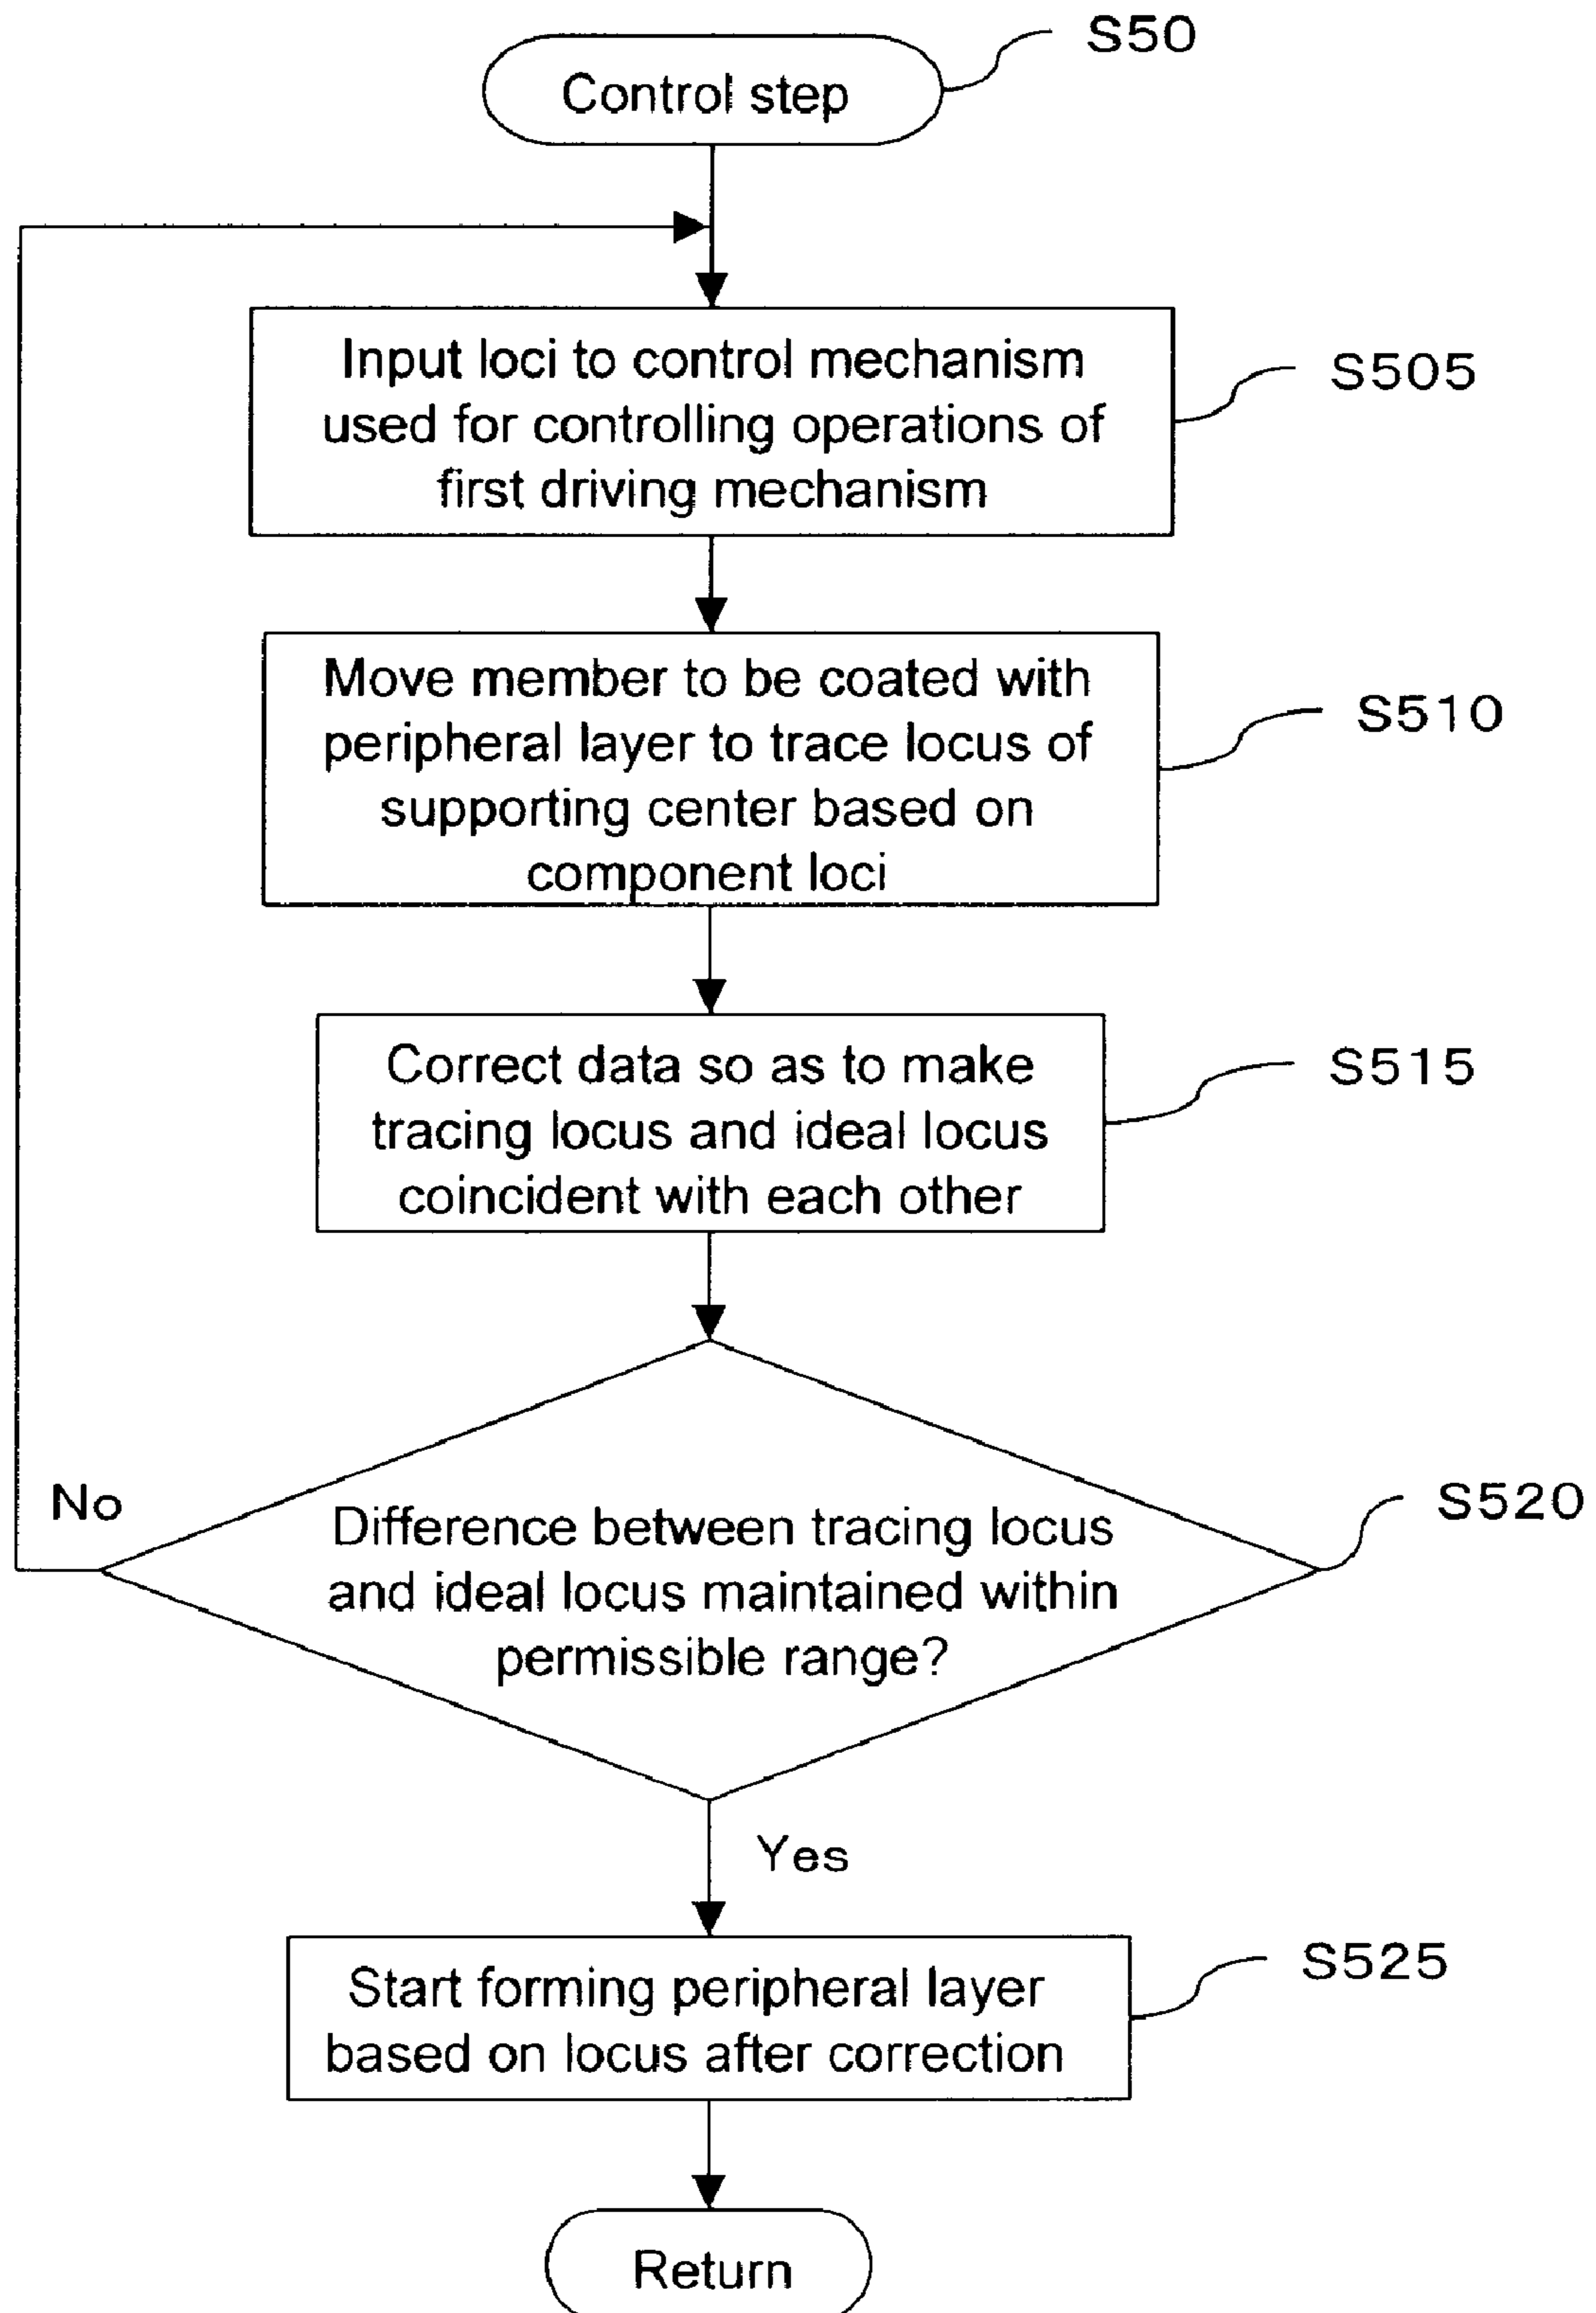 S50
Control step
Input loci to control mechanism
used for controlling operations of
first driving mechanism
S505
Move member to be coated with
peripheral layer to trace locus of
supporting center based on
component loci
S510
Correct data so as to make
tracing locus and ideal locus
coincident with each other
S515
No
Difference between tracing locus
and ideal locus maintained within
permissible range?
S520
Yes
Start forming peripheral layer
based on locus after correction
S525
Return